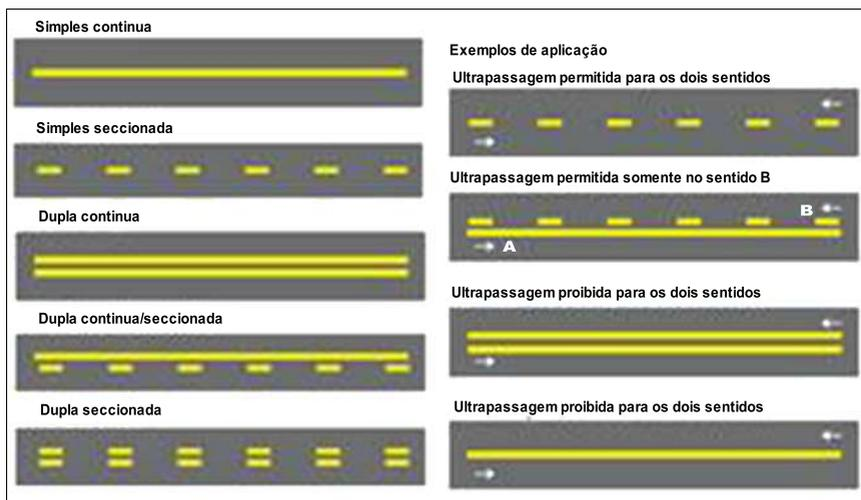 Simples continua
Simples seccionada
Dupla continua
Dupla continua/seccionada
Dupla seccionada
Exemplos de aplicação
Ultrapassagem permitida para os dois sentidos
Ultrapassagem permitida somente no sentido B
B
A
Ultrapassagem proibida para os dois sentidos
Ultrapassagem proibida para os dois sentidos